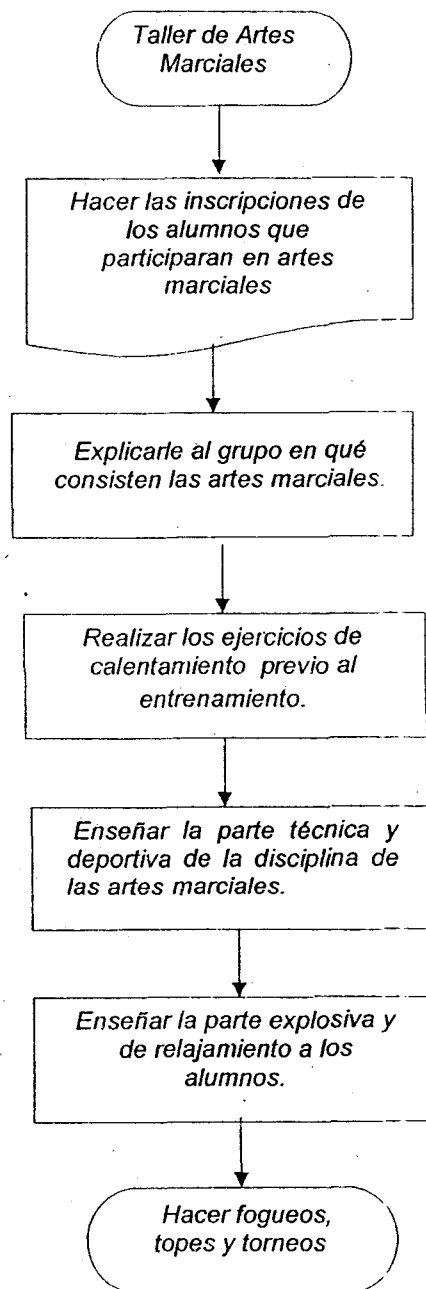 Taller de Artes
Marciales
Hacer las inscripciones de
los alumnos que
participaran en artes
marciales
Explicarle al grupo en qué
consisten las artes marciales.
Realizar los ejercicios de
calentamiento previo al
entrenamiento.
Enseñar la parte técnica y
deportiva de la disciplina de
las artes marciales.
Enseñar la parte explosiva y
de relajamiento a los
alumnos.
Hacer fogueos,
topes y torneos